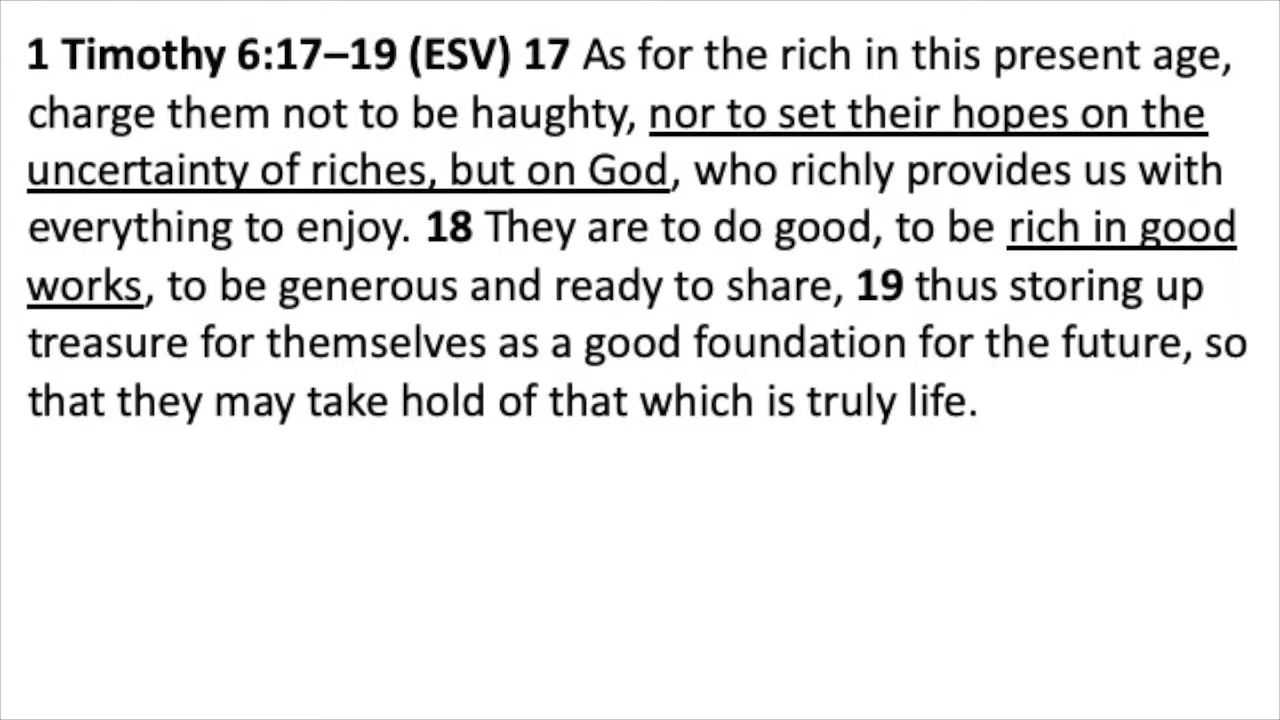 1 Timothy 6:17–19 (ESV) 17 As for the rich in this present age,
charge them not to be haughty, nor to set their hopes on the
uncertainty of riches, but on God, who richly provides us with
everything to enjoy. 18 They are to do good, to be rich in good
works, to be generous and ready to share, 19 thus storing up
treasure for themselves as a good foundation for the future, so
that they may take hold of that which is truly life.